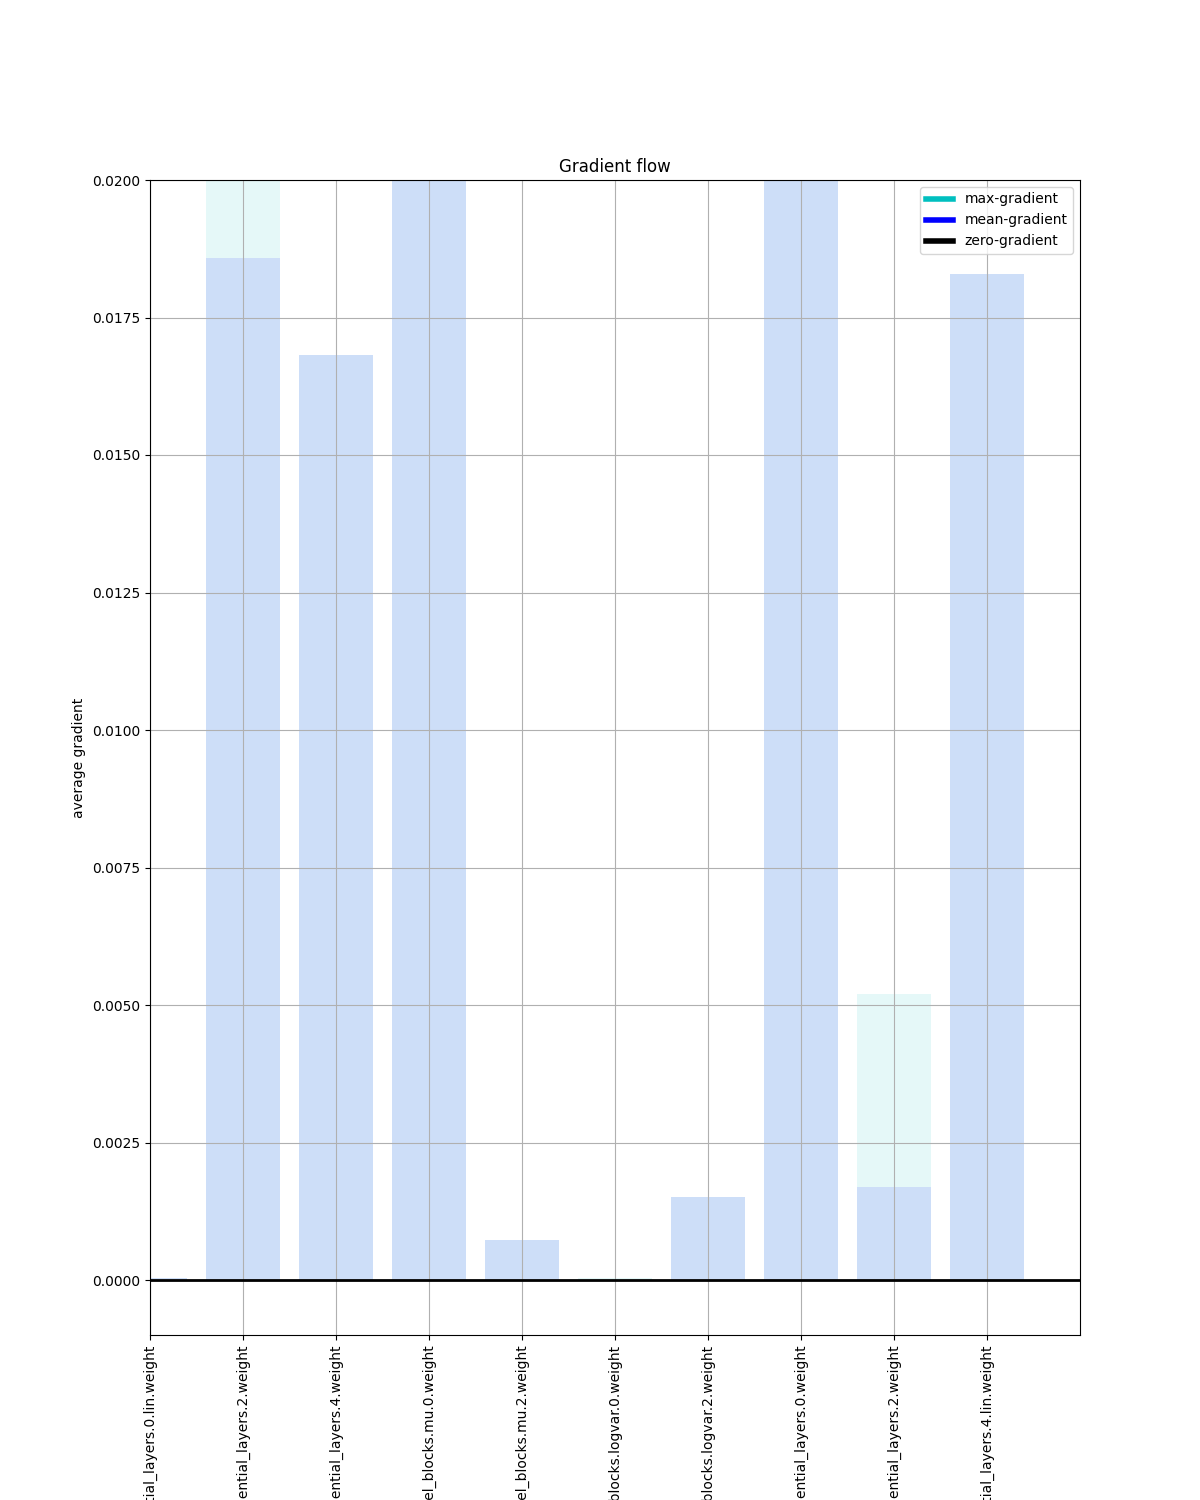 Gradient flow
max-gradient
mean-gradient
zero-gradient
0.0200
0.0175
0.0150
0.0125
0.0100
0.0075
0.0050
0.0025
0.0000
average gradient
tial_layers.0.lin.weight
ential_layers.2.weight
ential_layers.4.weight
el_blocks.mu.0.weight
el_blocks.mu.2.weight
blocks.logvar.0.weight
blocks.logvar.2.weight
ential_layers.0.weight
ential_layers.2.weight
tial_layers.4.lin.weight